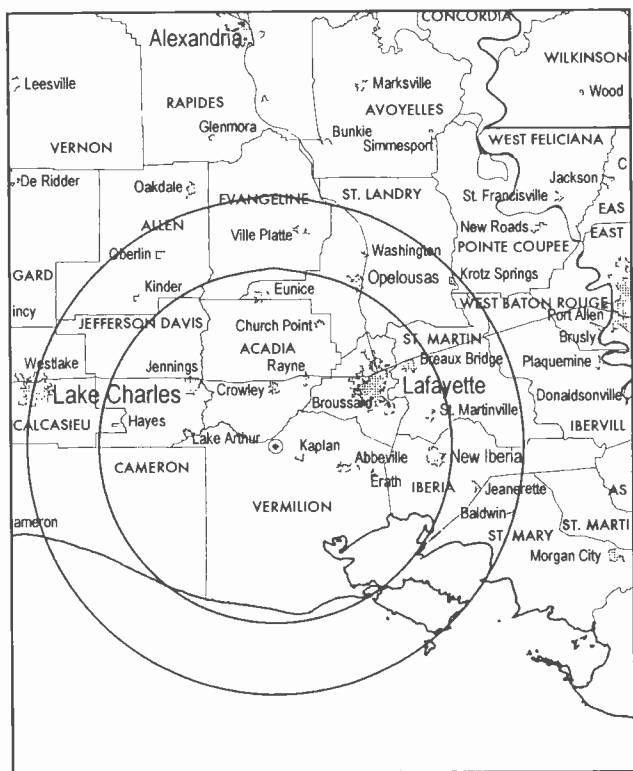 CONCORDIA
Alexandria
WILKINSON
Leesville
Marksville
Wood
RAPIDES
AVOYELLES
Glenmora
Bunkie
Simmesport
WEST FELICIANA
VERNON
De Ridder
Oakdale
EVANGELINE
ST. LANDRY
St. Francisville
Jackson
C
EAS
ALLEN
Ville Platte
New Roads
EAST
Oberlin
Washington
POINTE COUPEE
GARD
Kinder
Eunice
Opelousas
Krotz Springs
incy
JEFFERSON DAVIS
Church Point
WEST BATON ROUGE
Port Allen
ACADIA
ST. MARTIN
Brusly
Westlake
Jennings
Rayne
Breaux Bridge
Plaquemine
Lake Charles
Crowley
Lafayette
Donaldsonville
Broussard
CALCASIEU
Hayes
St. Martinville
IBERVILL
Lake Arthur
Kaplan
Abbeville
New Iberia
CAMERON
Erath
IBERIA
Jeanerette
AS
VERMILION
Baldwin
ameron
ST. MARY
ST. MARTI
Morgan City